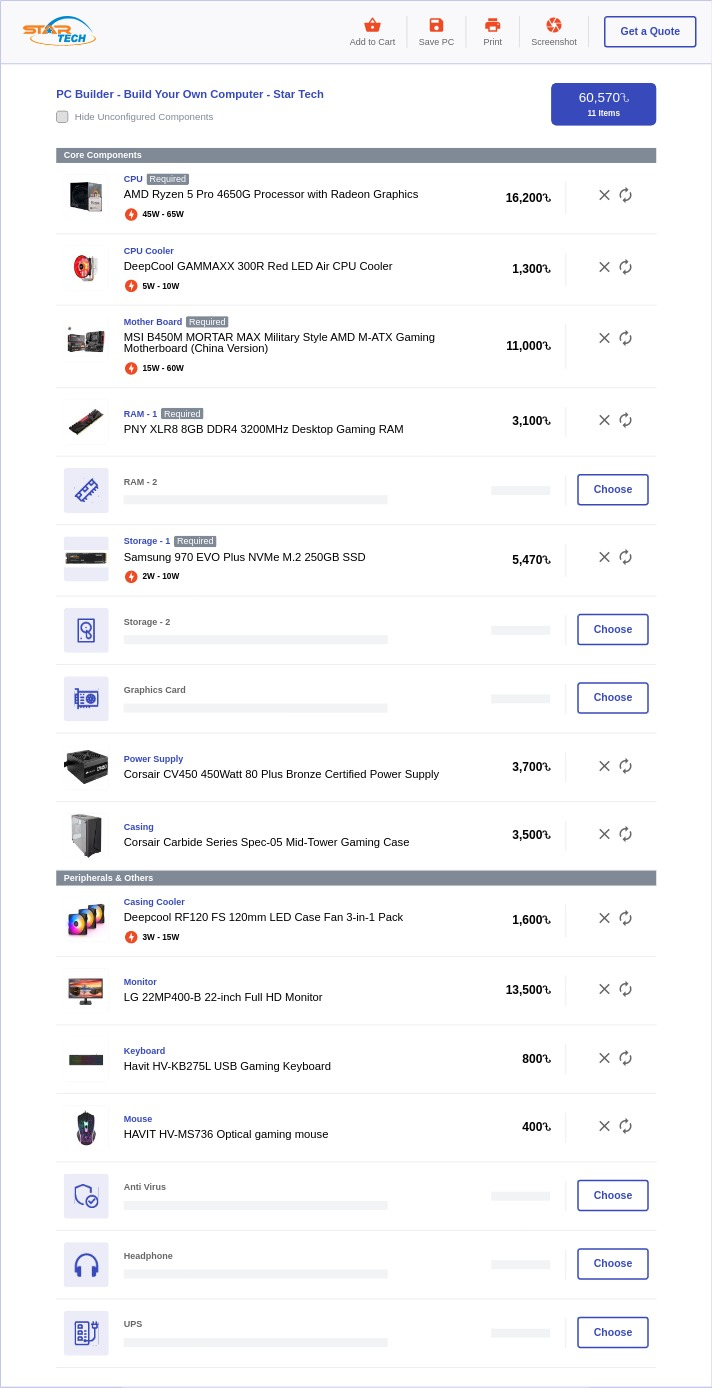 STAR
TECH
Add to Cart
Save PC
Print
Screenshot
Get a Quote
PC Builder - Build Your Own Computer - Star Tech
Hide Unconfigured Components
60,570৳
11 Items
Core Components
CPU Required
AMD Ryzen 5 Pro 4650G Processor with Radeon Graphics
45W - 65W
16,200৳
CPU Cooler
DeepCool GAMMAXX 300R Red LED Air CPU Cooler
5W - 10W
1,300৳
Mother Board Required
MSI B450M MORTAR MAX Military Style AMD M-ATX Gaming
Motherboard (China Version)
15W - 60W
11,000৳
RAM - 1 Required
PNY XLR8 8GB DDR4 3200MHz Desktop Gaming RAM
3,100৳
RAM - 2
Choose
Storage - 1 Required
Samsung 970 EVO Plus NVMe M.2 250GB SSD
2W - 10W
5,470৳
Storage - 2
Choose
Graphics Card
Choose
Power Supply
Corsair CV450 450Watt 80 Plus Bronze Certified Power Supply
3,700৳
Casing
Corsair Carbide Series Spec-05 Mid-Tower Gaming Case
3,500৳
Peripherals & Others
Casing Cooler
Deepcool RF120 FS 120mm LED Case Fan 3-in-1 Pack
3W - 15W
1,600৳
Monitor
LG 22MP400-B 22-inch Full HD Monitor
13,500৳
Keyboard
Havit HV-KB275L USB Gaming Keyboard
800৳
Mouse
HAVIT HV-MS736 Optical gaming mouse
400৳
Anti Virus
Choose
Headphone
Choose
UPS
Choose